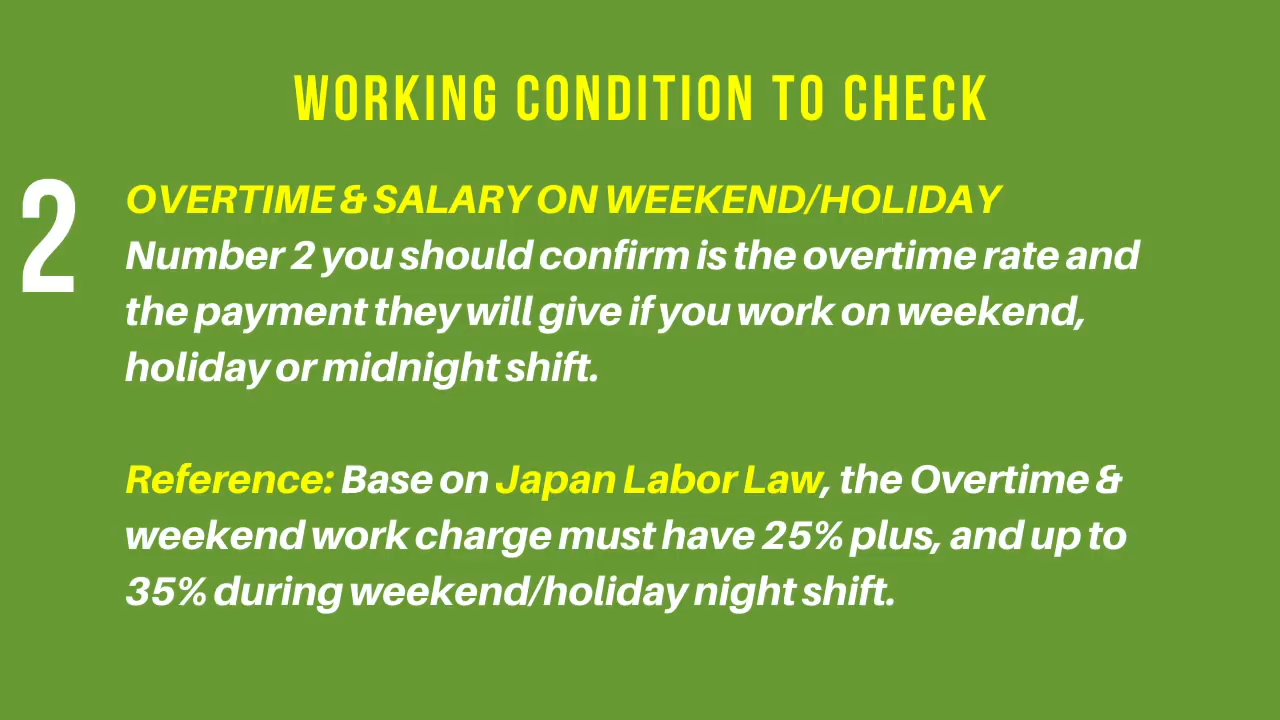 WORKING CONDITION TO CHECK
2
OVERTIME & SALARY ON WEEKEND/HOLIDAY
Number 2 you should confirm is the overtime rate and
the payment they will give if you work on weekend,
holiday or midnight shift.
Reference: Base on Japan Labor Law, the Overtime &
weekend work charge must have 25% plus, and up to
35% during weekend/holiday night shift.